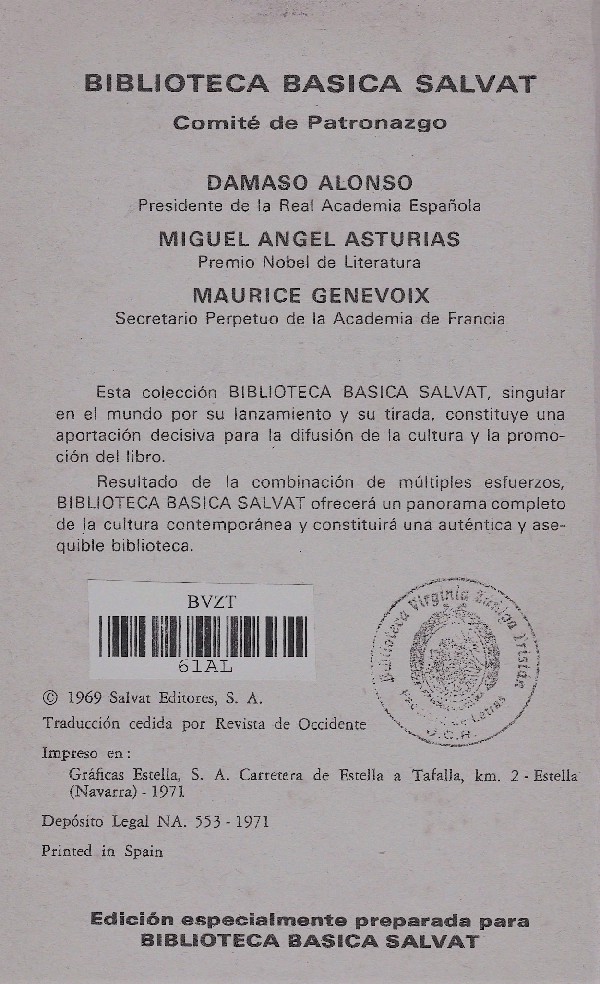 BIBLIOTECA BASICA SALVAT
Comité de Patronazgo
DAMASO ALONSO
Presidente de la Real Academia Española
MIGUEL ANGEL ASTURIAS
Premio Nobel de Literatura
MAURICE GENEVOIX
Secretario Perpetuo de la Academia de Francia
Esta colección BIBLIOTECA BASICA SALVAT, singular
en el mundo por su lanzamiento y su tirada, constituye una
aportación decisiva para la difusión de la cultura y la promo-
ción del libro.
Resultado de la combinación de múltiples esfuerzos,
BIBLIOTECA BASICA SALVAT ofrecerá un panorama completo
de la cultura contemporánea y constituirá una auténtica y ase-
quible biblioteca.
BVZT
61AL
Biblioteca Virginia Zúñiga Tristán
Letras
U.C.R.
© 1969 Salvat Editores, S. A.
Traducción cedida por Revista de Occidente
Impreso en:
Gráficas Estella, S. A. Carretera de Estella a Tafalla, km. 2 - Estella
(Navarra) - 1971
Depósito Legal NA. 553 - 1971
Printed in Spain
Edición especialmente preparada para
BIBLIOTECA BASICA SALVAT